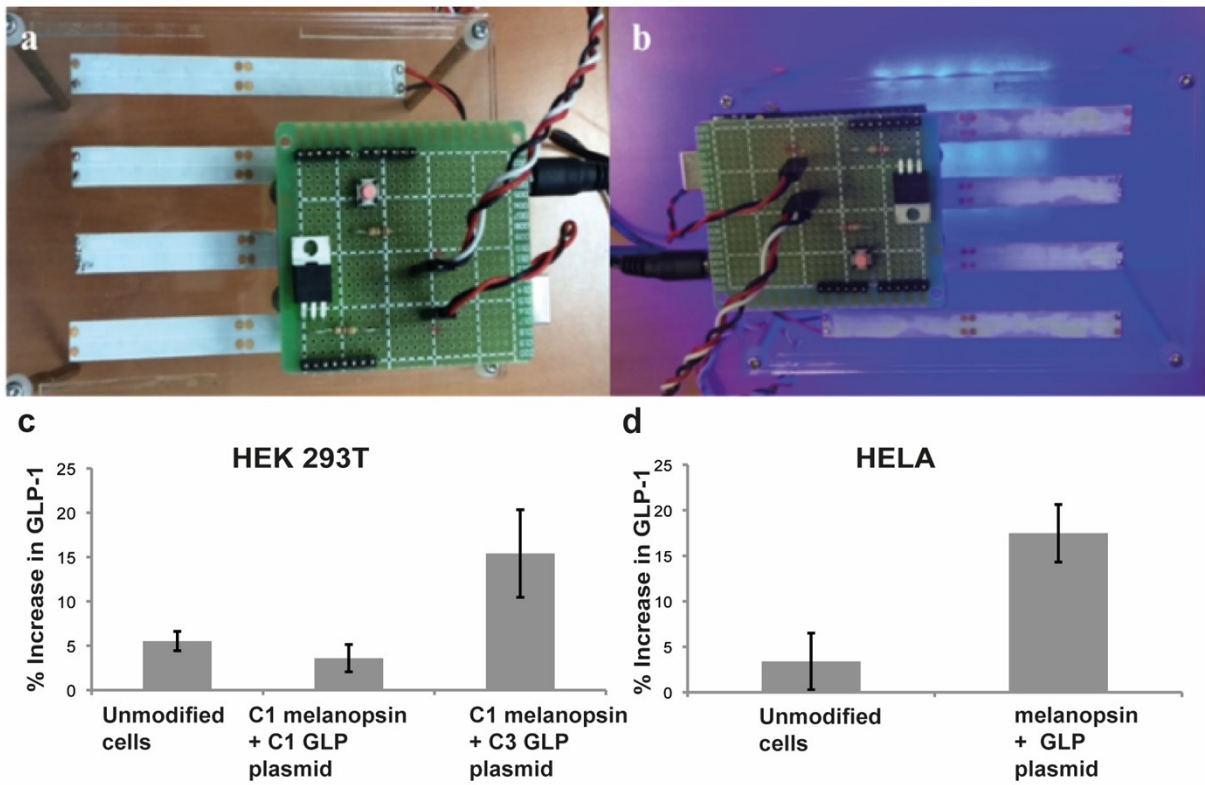 a
b
c
d
HEK 293T
% Increase in GLP-1
25
20
15
10
5
0
Unmodified
cells
C1 melanopsin
+ C1 GLP
plasmid
C1 melanopsin
+ C3 GLP
plasmid
HELA
% Increase in GLP-1
25
20
15
10
5
0
Unmodified
cells
melanopsin
+ GLP
plasmid